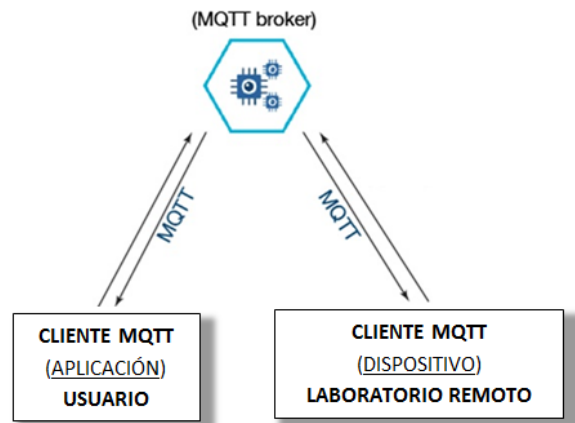 (MQTT broker)
MQTT
MQTT
CLIENTE MQTT
(APLICACIÓN)
USUARIO
CLIENTE MQTT
(DISPOSITIVO)
LABORATORIO REMOTO